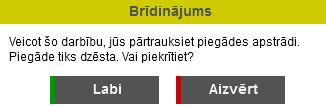 Brīdinājums
Veicot šo darbību, jūs pārtrauksiet piegādes apstrādi.
Piegāde tiks dzēsta. Vai piekrītiet?
Labi
Aizvērt